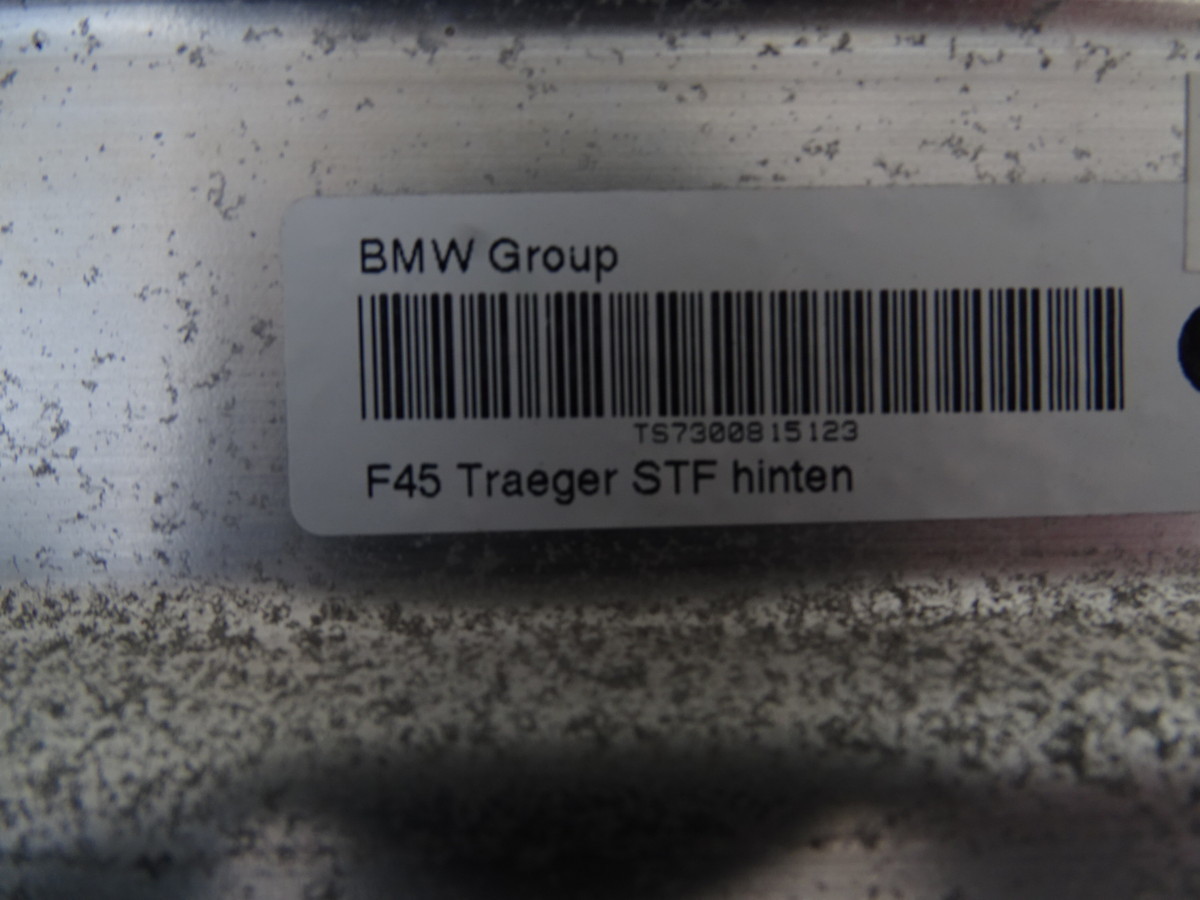 BMW Group
TS7300815123
F45 Traeger STF hinten